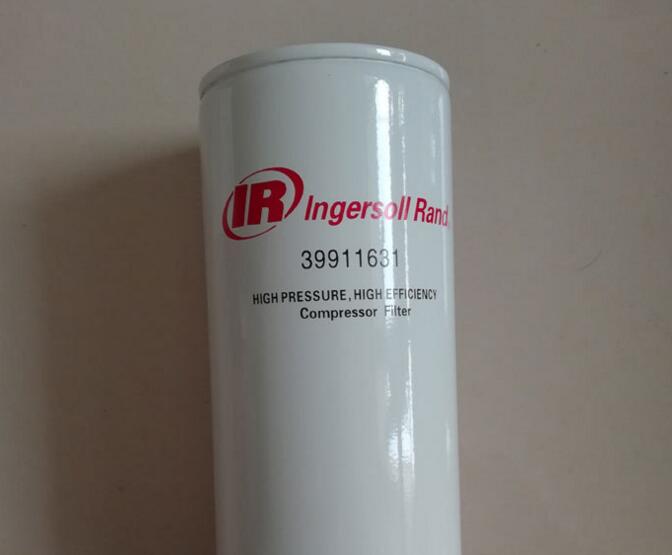 IR Ingersoll Rand®
39911631
HIGH PRESSURE, HIGH EFFICIENCY
Compressor Filter